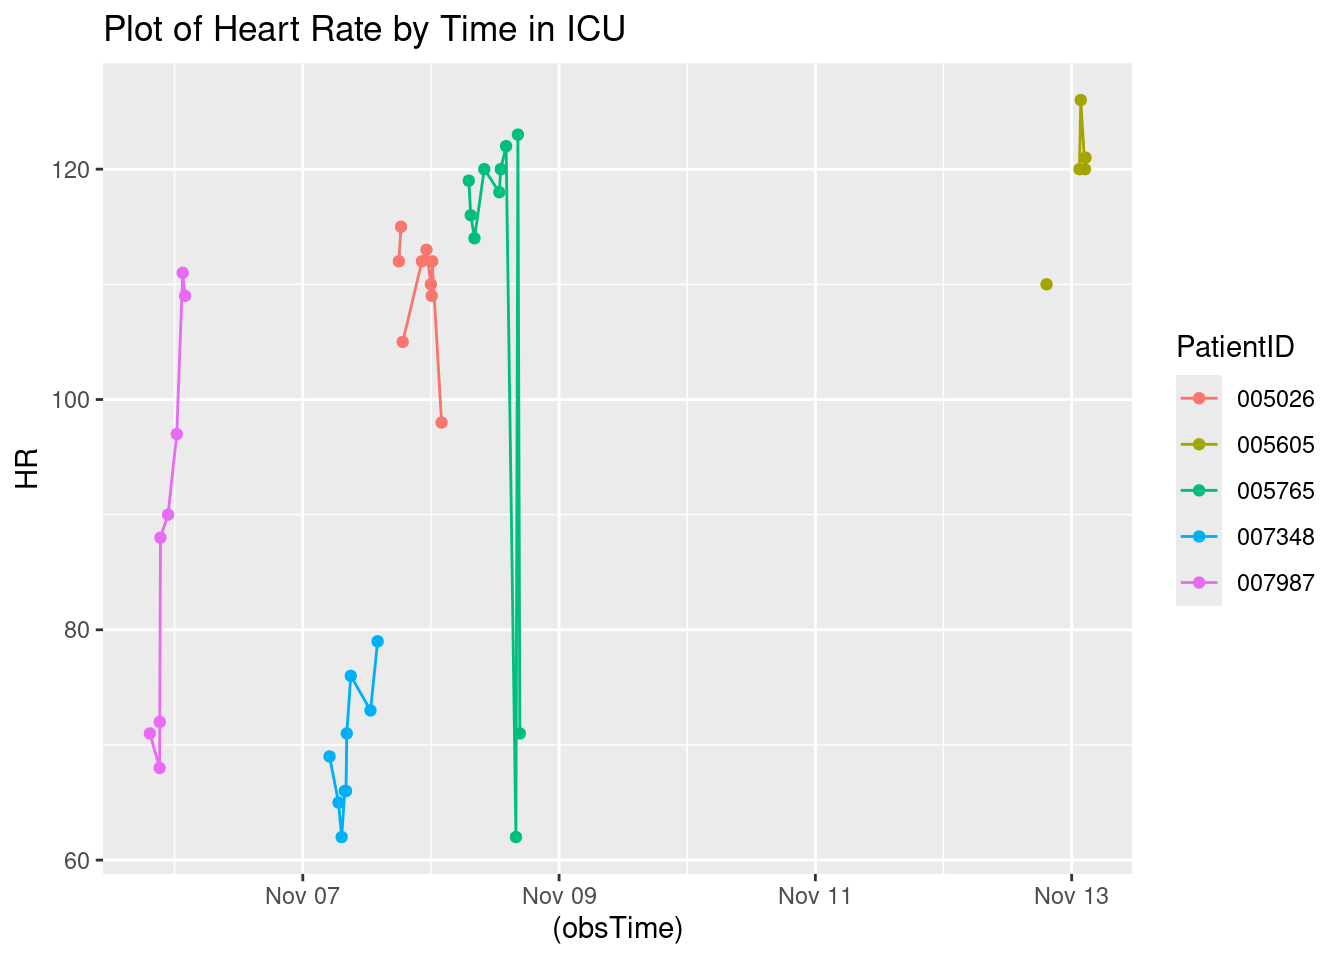 Plot of Heart Rate by Time in ICU
120
100
80
60
HR
Nov 07
Nov 09
Nov 11
Nov 13
(obsTime)
PatientID
005026
005605
005765
007348
007987